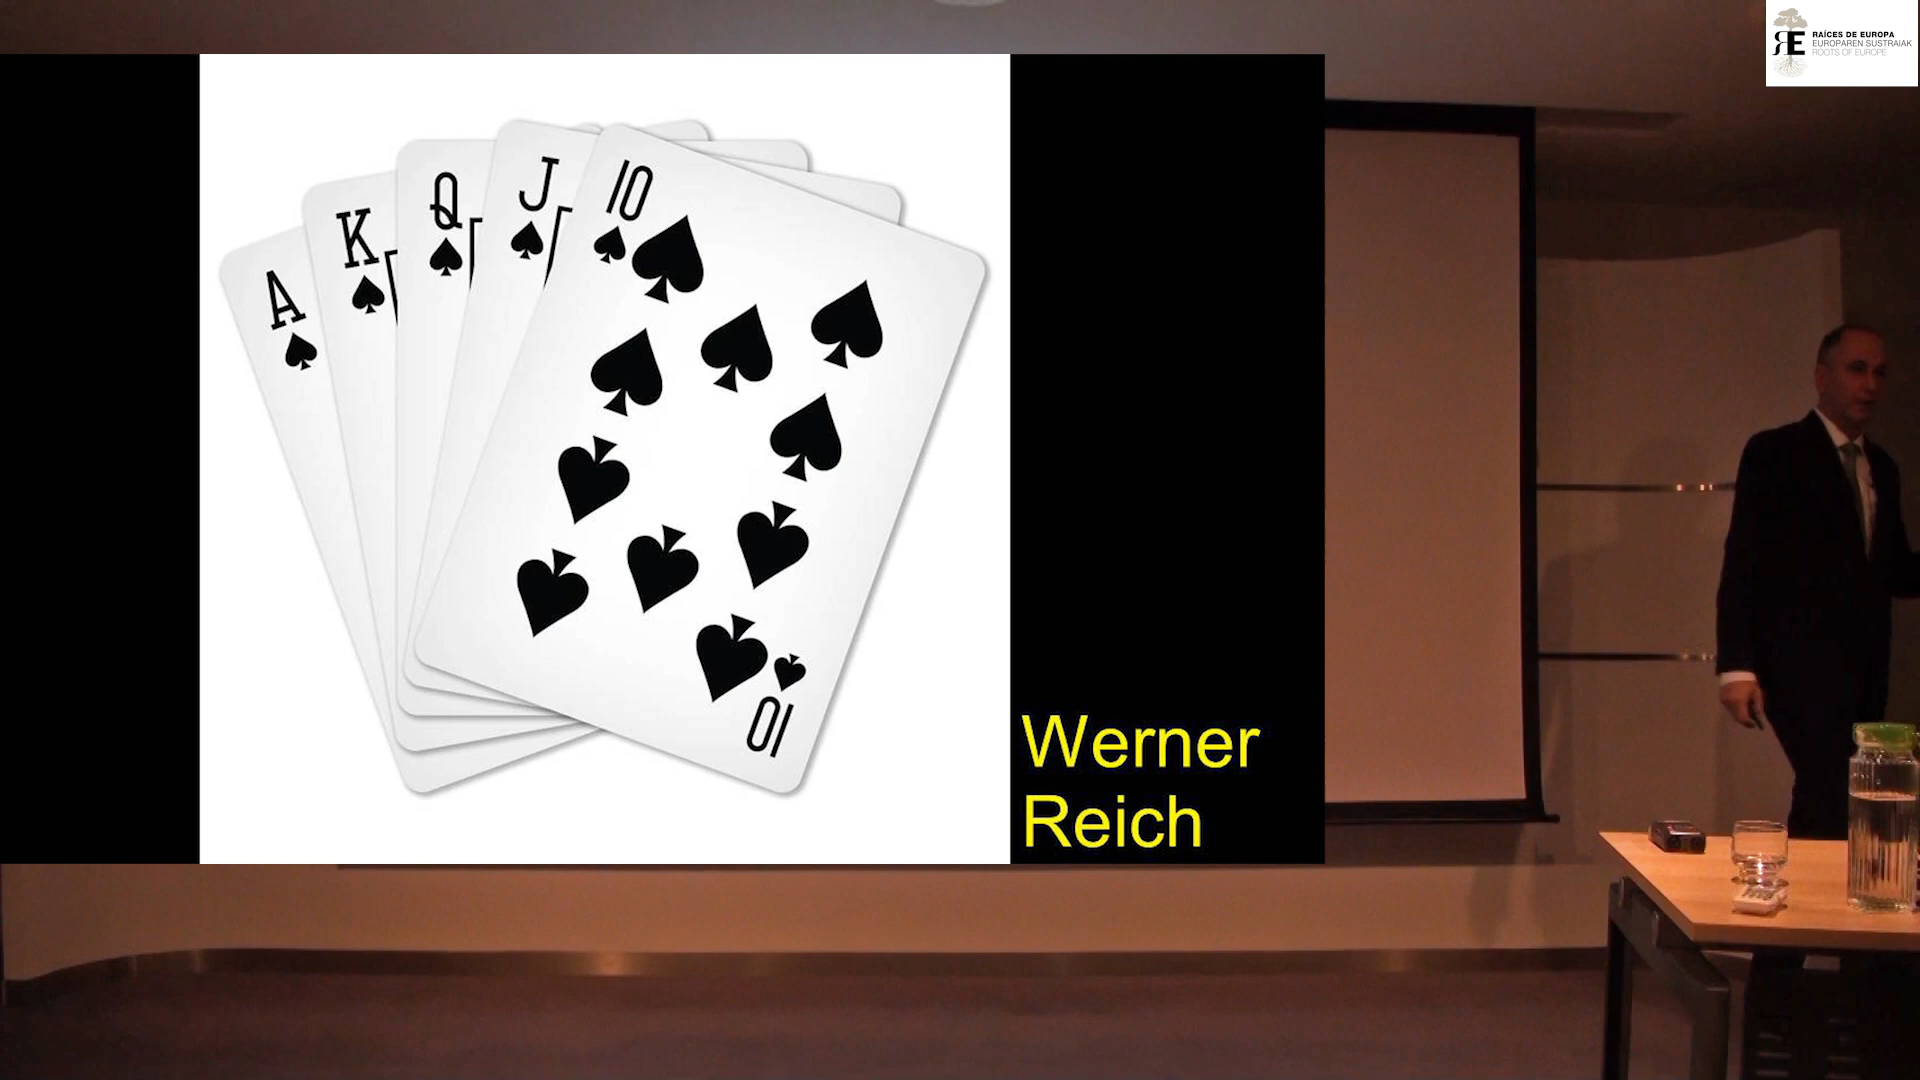 A
K
Q
J
10
10
Werner
Reich
RAÍCES DE EUROPA
EUROPAREN SUSTRAIAK
ROOTS OF EUROPE